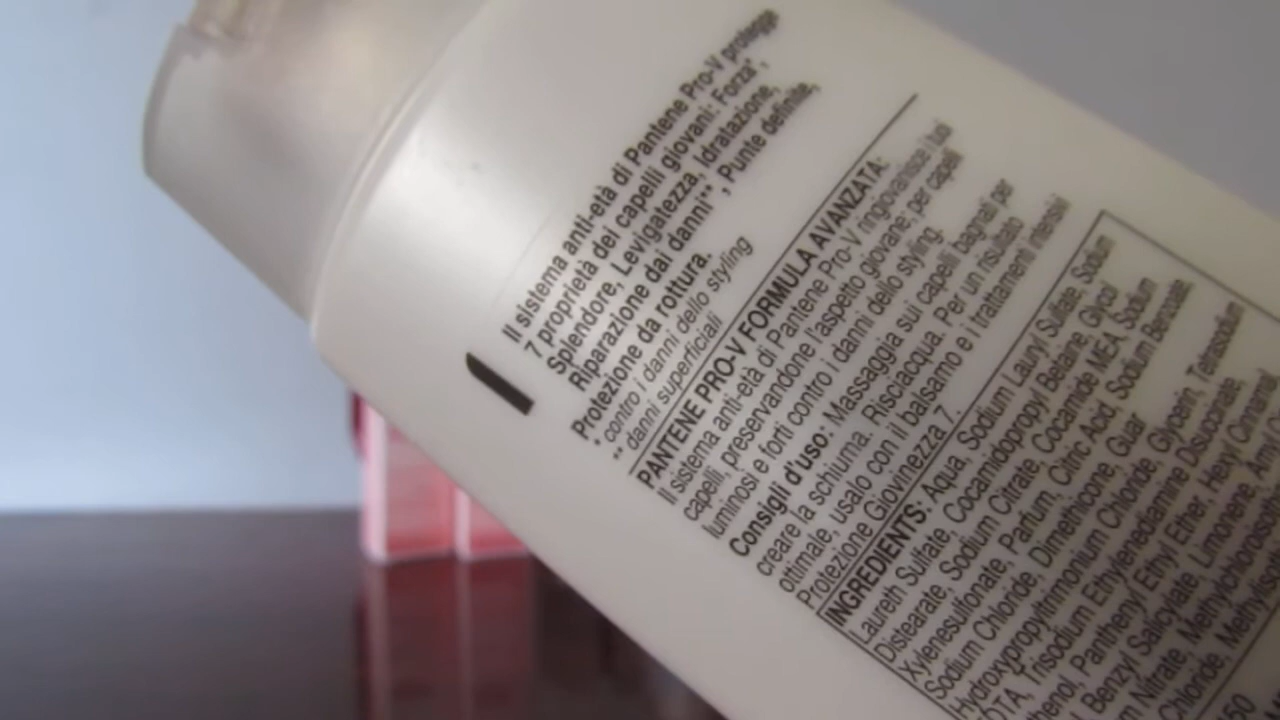 Il sistema anti-età di Pantene Pro-V protegge
7 proprietà dei capelli giovani: Forza*,
Splendore, Levigatezza, Idratazione,
Riparazione dai danni**, Punte definite,
Protezione da rottura.
* contro i danni dello styling
** danni superficiali
PANTENE PRO-V FORMULA AVANZATA:
Il sistema anti-età di Pantene Pro-V ringiovanisce i tuoi
capelli, preservandone l'aspetto giovane; per capelli
luminosi e forti contro i danni dello styling.
Consigli d'uso: Massaggia sui capelli bagnati per
creare la schiuma. Risciacqua. Per un risultato
ottimale, usalo con il balsamo e i trattamenti intensivi
Protezione Giovinezza 7.
INGREDIENTS: Aqua, Sodium Lauryl Sulfate, Sodium
Laureth Sulfate, Cocamidopropyl Betaine, Glycol
Distearate, Sodium Citrate, Cocamide MEA, Sodium
Xylenesulfonate, Parfum, Citric Acid, Sodium Benzoate
Sodium Chloride, Dimethicone, Guar
Hydroxypropyltrimonium Chloride, Glycerin, Tetrasodium
DTA, Trisodium Ethylenediamine Disuccinate,
thenol, Panthenyl Ethyl Ether, Hexyl Cinnamal
Benzyl Salicylate, Limonene,
m Nitrate,
Chloride,
50